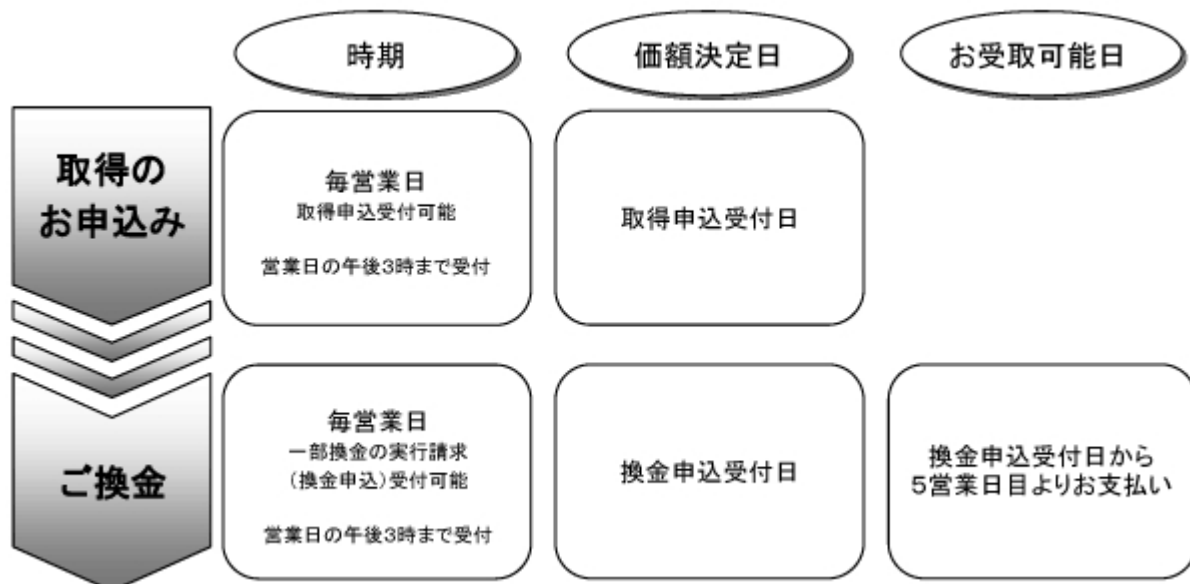 時期
価額決定日
お受取可能日
取得の
お申込み
毎営業日
取得申込受付可能
営業日の午後3時まで受付
取得申込受付日
ご換金
毎営業日
一部換金の実行請求
(換金申込)受付可能
営業日の午後3時まで受付
換金申込受付日
換金申込受付日から
5営業日目よりお支払い